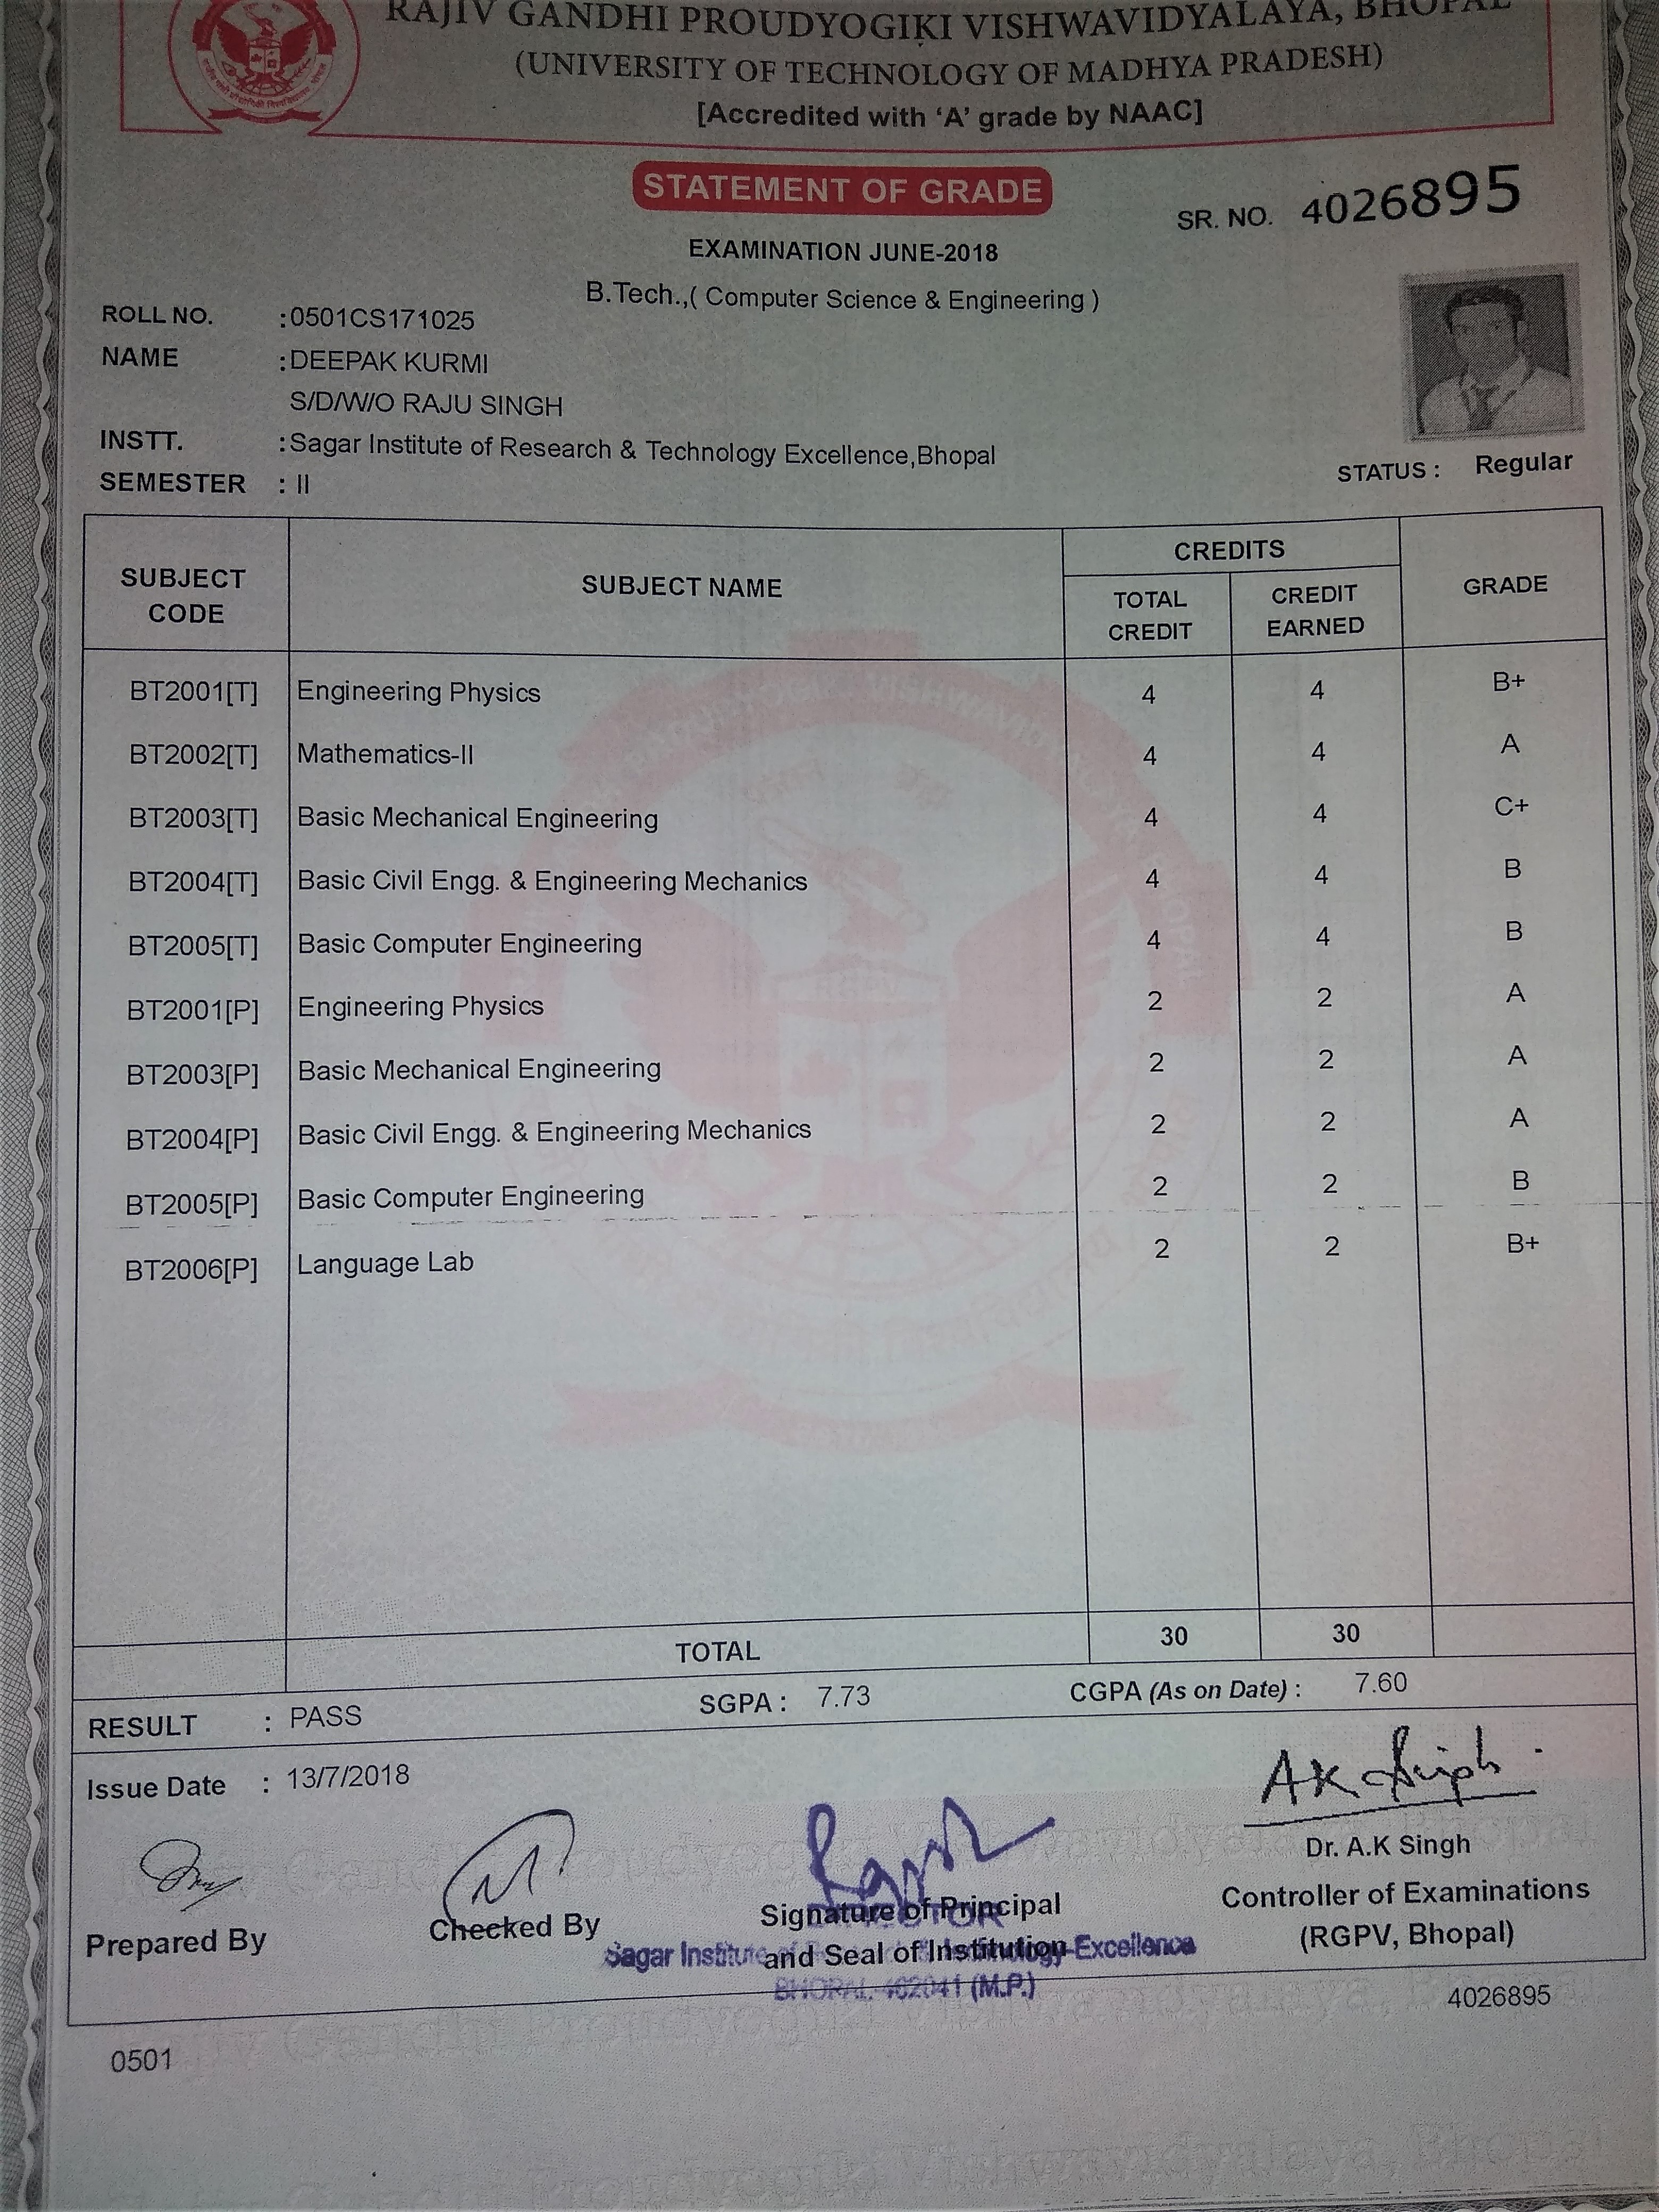 RAJIV GANDHI PROUDYOGIKI VISHWAVIDYALAYA, BHOPAL
(UNIVERSITY OF TECHNOLOGY OF MADHYA PRADESH)
[Accredited with ‘A’ grade by NAAC]
STATEMENT OF GRADE
SR. NO. 4026895
EXAMINATION JUNE-2018
B.Tech.,( Computer Science & Engineering )
ROLL NO. :0501CS171025
NAME :DEEPAK KURMI
S/D/W/O RAJU SINGH
INSTT. :Sagar Institute of Research & Technology Excellence,Bhopal
SEMESTER : II
STATUS : Regular
SUBJECT CODE SUBJECT NAME CREDITS GRADE
TOTAL CREDIT CREDIT EARNED
BT2001[T] Engineering Physics 4 4 B+
BT2002[T] Mathematics-II 4 4 A
BT2003[T] Basic Mechanical Engineering 4 4 C+
BT2004[T] Basic Civil Engg. & Engineering Mechanics 4 4 B
BT2005[T] Basic Computer Engineering 4 4 B
BT2001[P] Engineering Physics 2 2 A
BT2003[P] Basic Mechanical Engineering 2 2 A
BT2004[P] Basic Civil Engg. & Engineering Mechanics 2 2 A
BT2005[P] Basic Computer Engineering 2 2 B
BT2006[P] Language Lab 2 2 B+
TOTAL 30 30
RESULT : PASS SGPA : 7.73 CGPA (As on Date) : 7.60
Issue Date : 13/7/2018
AK Singh
Dr. A.K Singh
Prepared By
Checked By
Signature of Principal
and Seal of Institution
Controller of Examinations
(RGPV, Bhopal)
Sagar Institute of Excellence
BHOPAL-462041 (M.P.)
4026895
0501